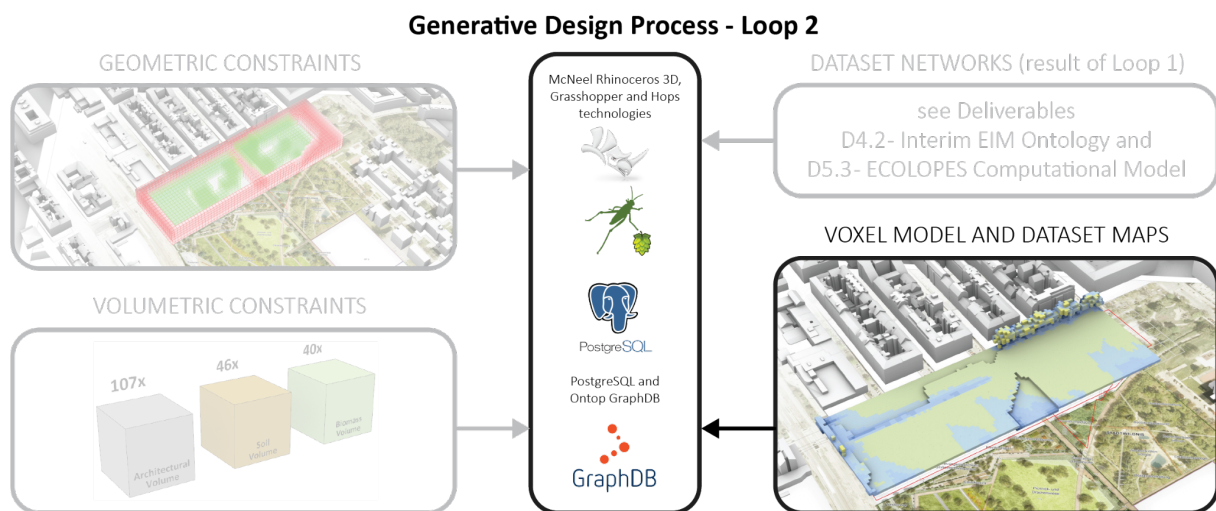 Generative Design Process - Loop 2
GEOMETRIC CONSTRAINTS
VOLUMETRIC CONSTRAINTS
107x
46x
40x
Architectural
Volume
Soil
Volume
Biomass
Volume
McNeel Rhinoceros 3D,
Grasshopper and Hops
technologies
PostgreSQL
PostgreSQL and
Ontop GraphDB
GraphDB
DATASET NETWORKS (result of Loop 1)
see Deliverables
D4.2- Interim EIM Ontology and
D5.3- ECOLOPES Computational Model
VOXEL MODEL AND DATASET MAPS